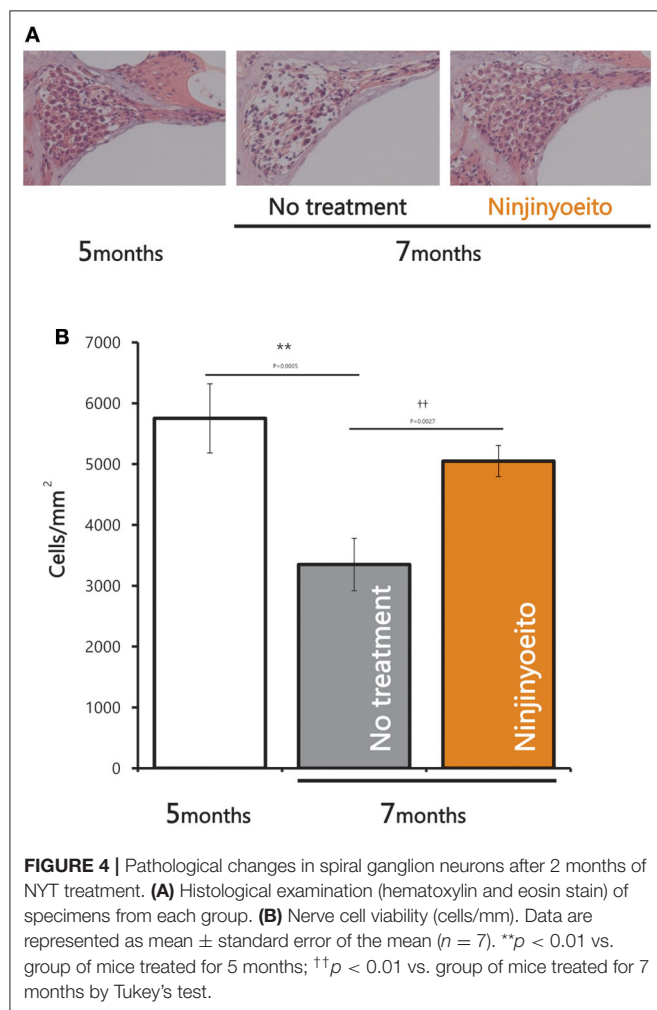 A
No treatment
Ninjinyoeito
5months
7months
B
7000
6000
5000
4000
3000
2000
1000
0
Cells/mm²
**
P=0.0005
††
P=0.0027
No treatment
Ninjinyoeito
5months
7months
FIGURE 4 | Pathological changes in spiral ganglion neurons after 2 months of
NYT treatment. (A) Histological examination (hematoxylin and eosin stain) of
specimens from each group. (B) Nerve cell viability (cells/mm). Data are
represented as mean ± standard error of the mean (n = 7). **p < 0.01 vs.
group of mice treated for 5 months; ††p < 0.01 vs. group of mice treated for 7
months by Tukey's test.